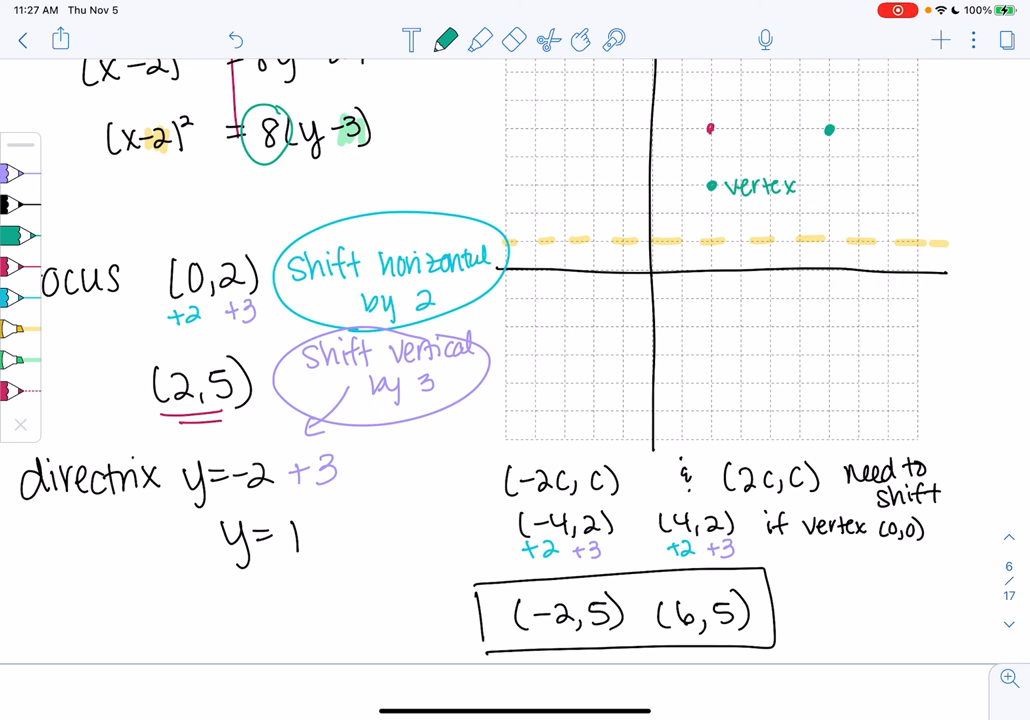 11:27 AM Thu Nov 5
100%
(x-2)
(x-2)² = 8(y-3)
vertex
ocus (0,2)
+2 +3
Shift horizontal
by 2
(2,5)
Shift vertical
by 3
directrix y=-2 +3
y=1
(-2c, c) & (2c, c) need to
shift
(-4,2) (4,2) if vertex (0,0)
+2 +3 +2 +3
(-2,5) (6,5)
6
/
17